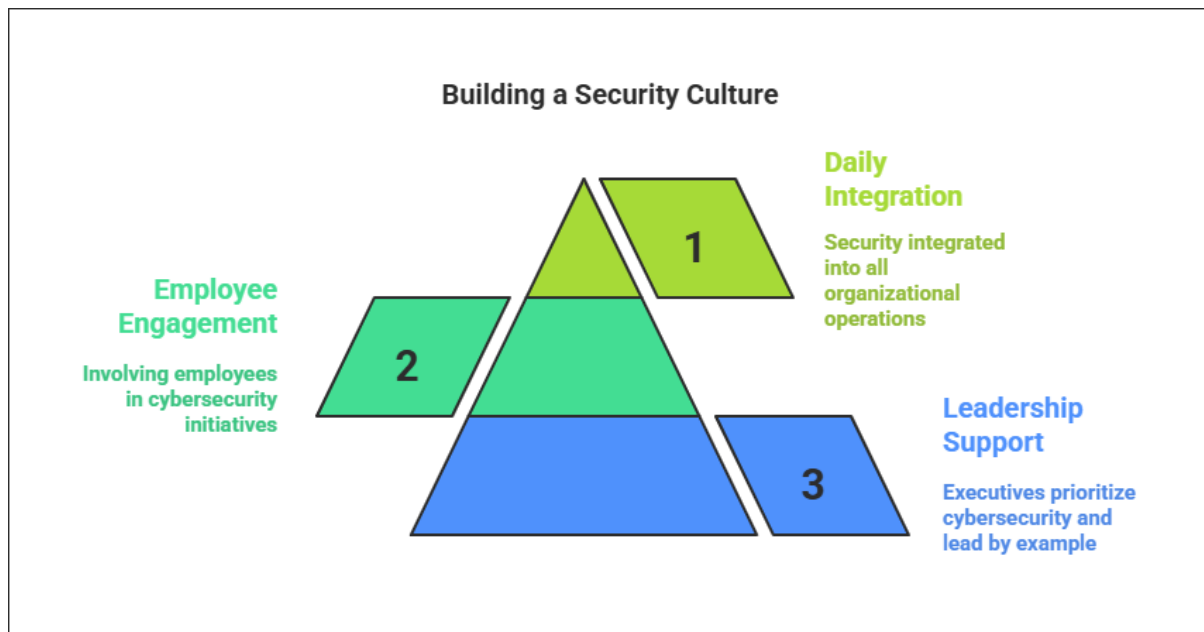 Building a Security Culture
Daily
Integration
1
Security integrated
into all
organizational
operations
Employee
Engagement
2
Involving employees
in cybersecurity
initiatives
Leadership
Support
3
Executives prioritize
cybersecurity and
lead by example